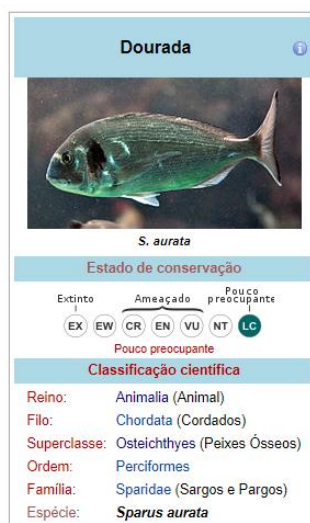 Dourada
S. aurata
Estado de conservação
Extinto Ameaçado Pouco preocupante
EX EW CR EN VU NT LC
Pouco preocupante
Classificação científica
Reino: Animalia (Animal)
Filo: Chordata (Cordados)
Superclasse: Osteichthyes (Peixes Ósseos)
Ordem: Perciformes
Família: Sparidae (Sargos e Pargos)
Espécie: Sparus aurata